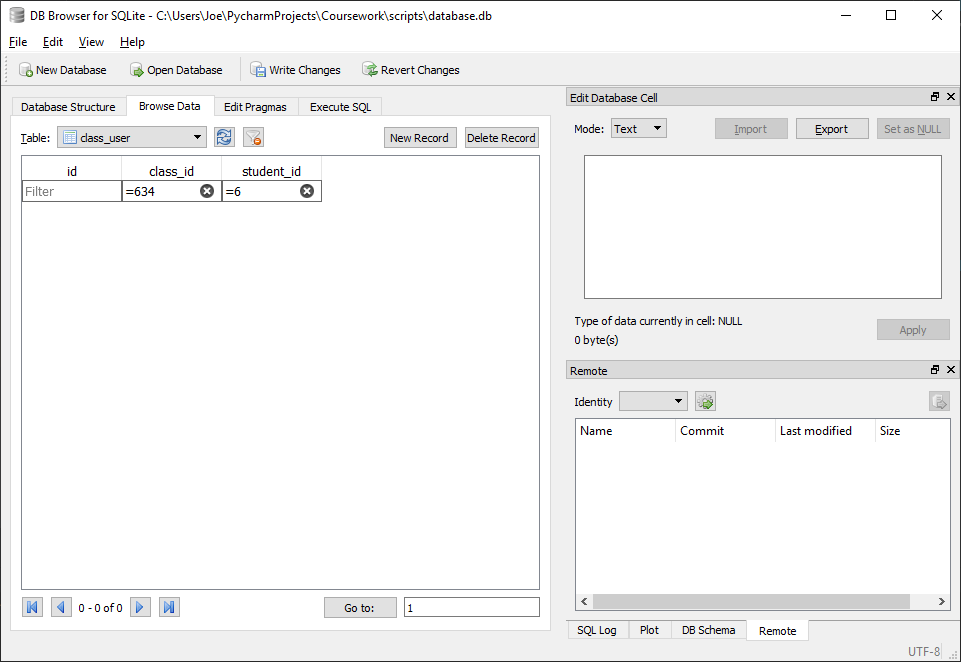 DB Browser for SQLite - C:\Users\Joe\PycharmProjects\Coursework\scripts\database.db
File Edit View Help
New Database Open Database Write Changes Revert Changes
Database Structure Browse Data Edit Pragmas Execute SQL
Table: class_user New Record Delete Record
id class_id student_id
Filter =634 =6
0 - 0 of 0 Go to: 1
Edit Database Cell
Mode: Text Import Export Set as NULL
Type of data currently in cell: NULL
0 byte(s)
Apply
Remote
Identity
Name Commit Last modified Size
SQL Log Plot DB Schema Remote
UTF-8